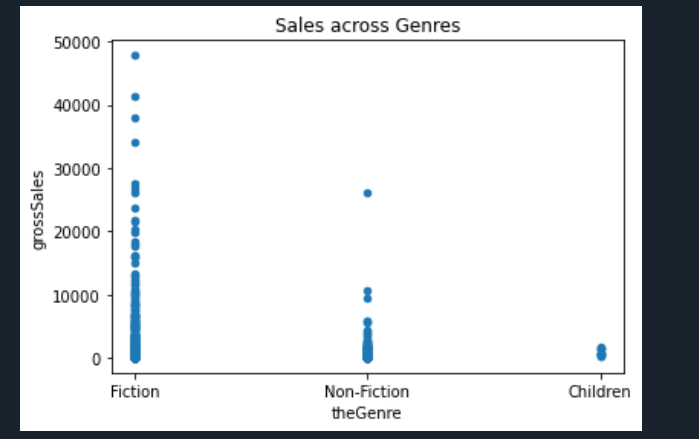 Sales across Genres
50000
40000
30000
20000
10000
0
grossSales
Fiction Non-Fiction Children
theGenre